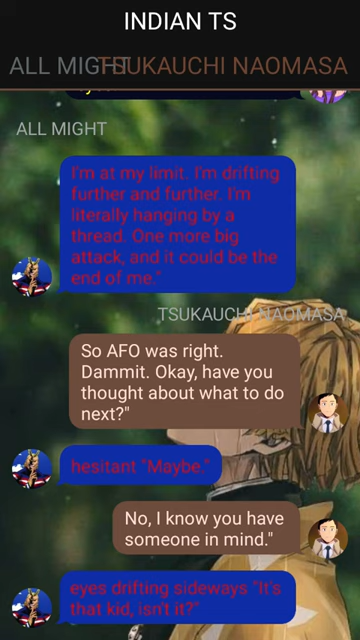 INDIAN TS
ALL MIGHT TSUKAUCHI NAOMASA
ALL MIGHT
I'm at my limit. I'm drifting
further and further. I'm
literally hanging by a
thread. One more big
attack, and it could be the
end of me."
TSUKAUCHI NAOMASA
So AFO was right.
Dammit. Okay, have you
thought about what to do
next?"
hesitant "Maybe."
No, I know you have
someone in mind."
eyes drifting sideways "It's
that kid, isn't it?"